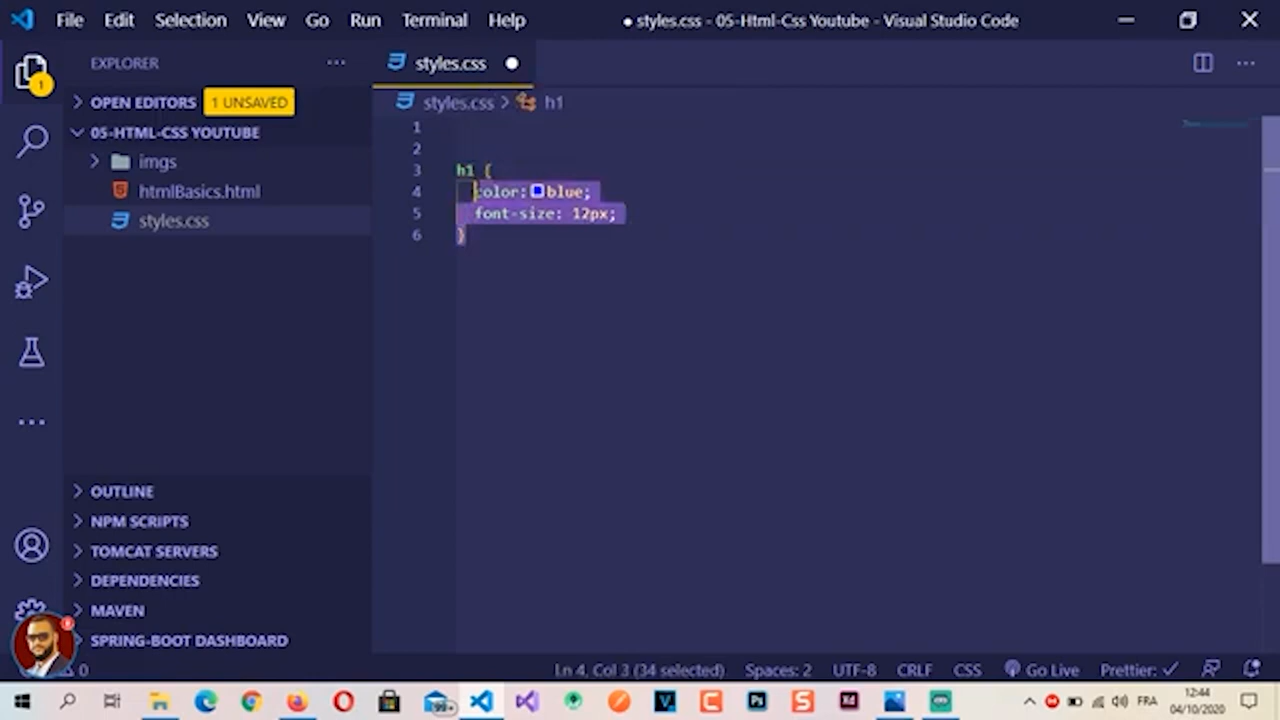 File Edit Selection View Go Run Terminal Help
● styles.css - 05-Html-Css Youtube - Visual Studio Code
EXPLORER
styles.css
OPEN EDITORS 1 UNSAVED
styles.css > h1
05-HTML-CSS YOUTUBE
imgs
htmlBasics.html
styles.css
1
2
3 h1 {
4 color: blue;
5 font-size: 12px;
6 }
OUTLINE
NPM SCRIPTS
TOMCAT SERVERS
DEPENDENCIES
MAVEN
SPRING-BOOT DASHBOARD
0
Ln 4, Col 3 (34 selected) Spaces: 2 UTF-8 CRLF CSS Go Live Prettier: ✓
FRA
12:44
04/10/2020